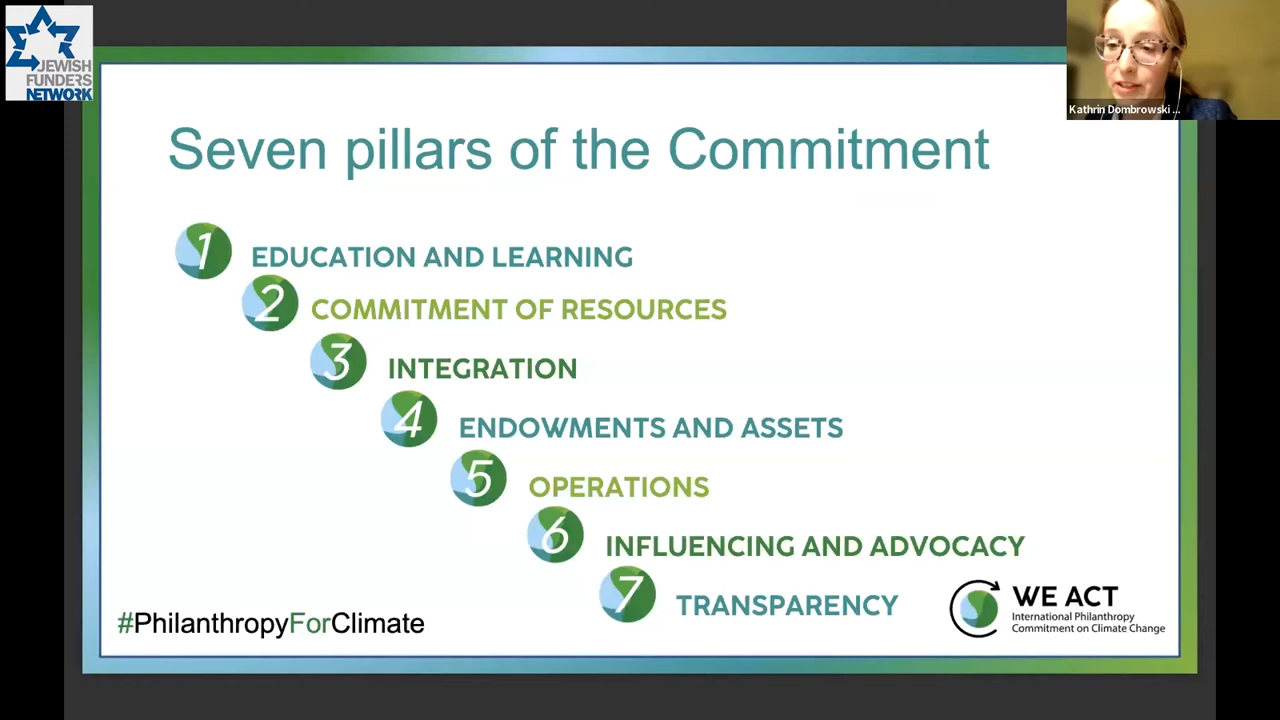 JEWISH
FUNDERS
NETWORK
Kathrin Dombrowski ...
Seven pillars of the Commitment
1 EDUCATION AND LEARNING
2 COMMITMENT OF RESOURCES
3 INTEGRATION
4 ENDOWMENTS AND ASSETS
5 OPERATIONS
6 INFLUENCING AND ADVOCACY
7 TRANSPARENCY
#PhilanthropyForClimate
WE ACT
International Philanthropy
Commitment on Climate Change